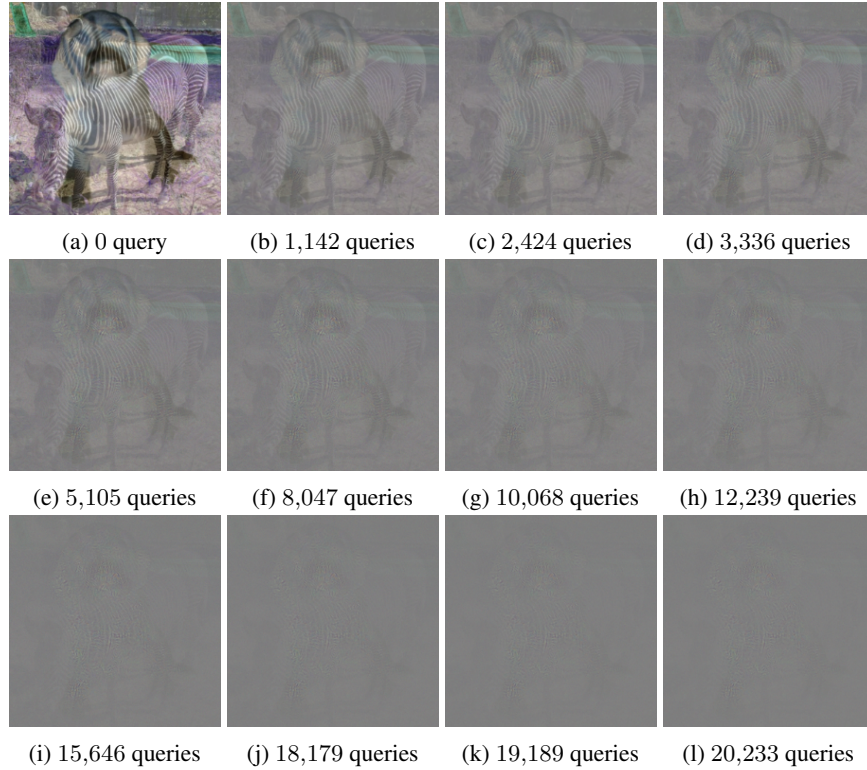 (a) 0 query (b) 1,142 queries (c) 2,424 queries (d) 3,336 queries
(e) 5,105 queries (f) 8,047 queries (g) 10,068 queries (h) 12,239 queries
(i) 15,646 queries (j) 18,179 queries (k) 19,189 queries (l) 20,233 queries